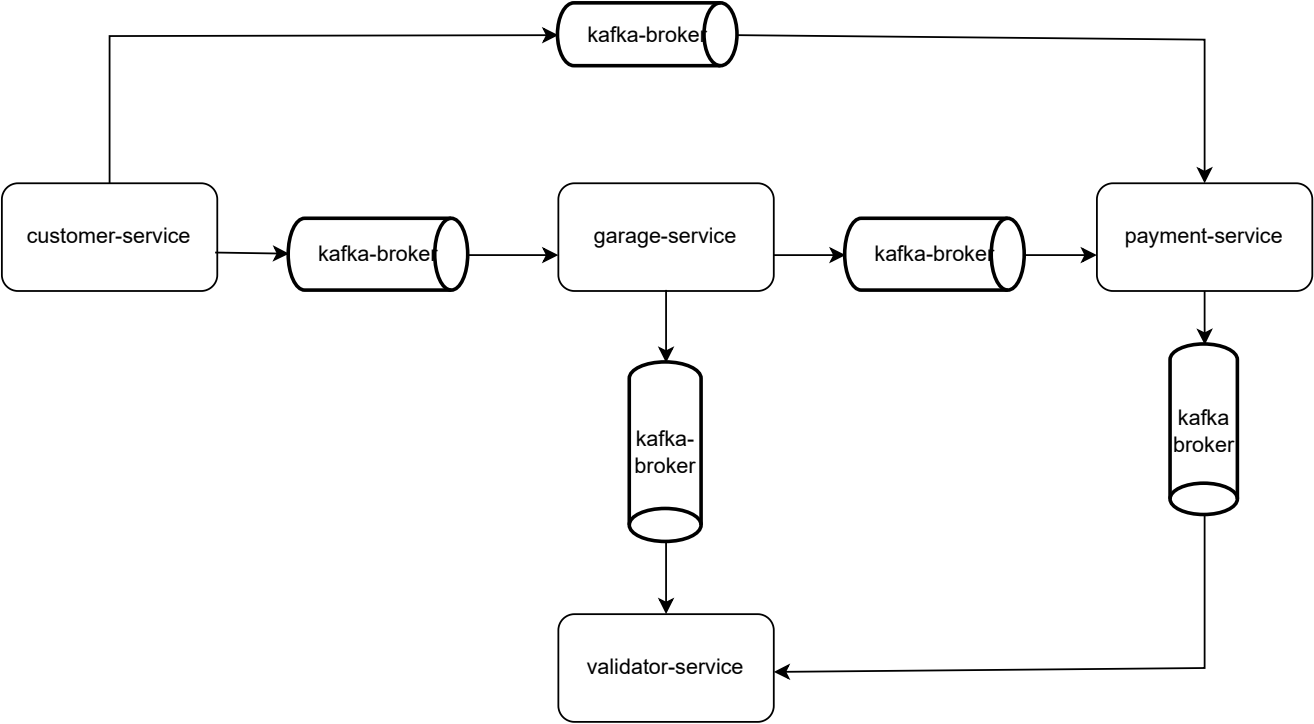 kafka-broker
customer-service
kafka-broker
garage-service
kafka-broker
payment-service
kafka-
broker
kafka
broker
validator-service